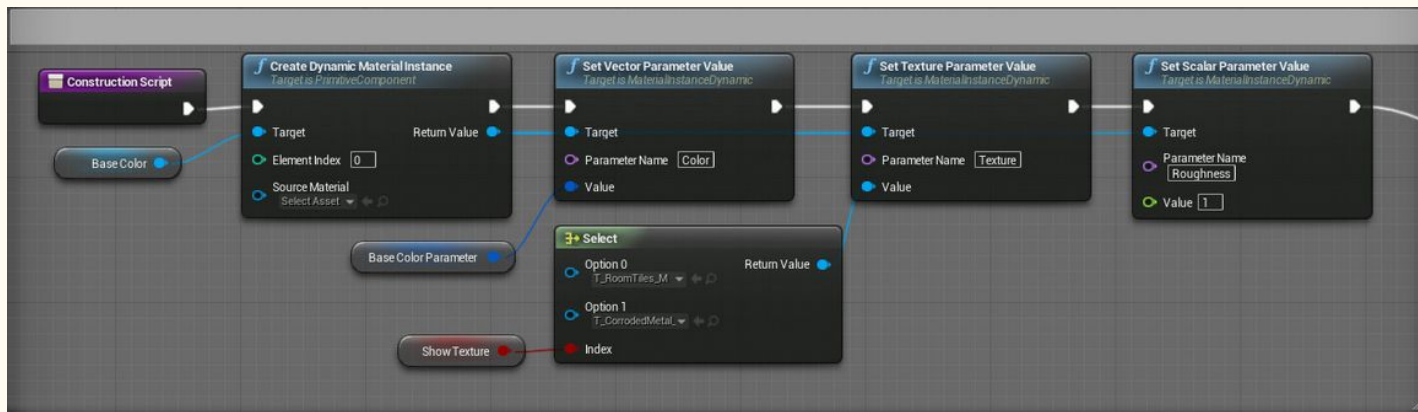 Construction Script
Base Color
Create Dynamic Material Instance
Target is PrimitiveComponent
Target
Return Value
Element Index 0
Source Material
Select Asset
Base Color Parameter
Set Vector Parameter Value
Target is MaterialInstanceDynamic
Target
Parameter Name Color
Value
Select
Option 0
Return Value
T_RoomTiles_M
Option 1
T_CorrodedMetal_
Index
Show Texture
Set Texture Parameter Value
Target is MaterialInstanceDynamic
Target
Parameter Name Texture
Value
Set Scalar Parameter Value
Target is MaterialInstanceDynamic
Target
Parameter Name
Roughness
Value 1